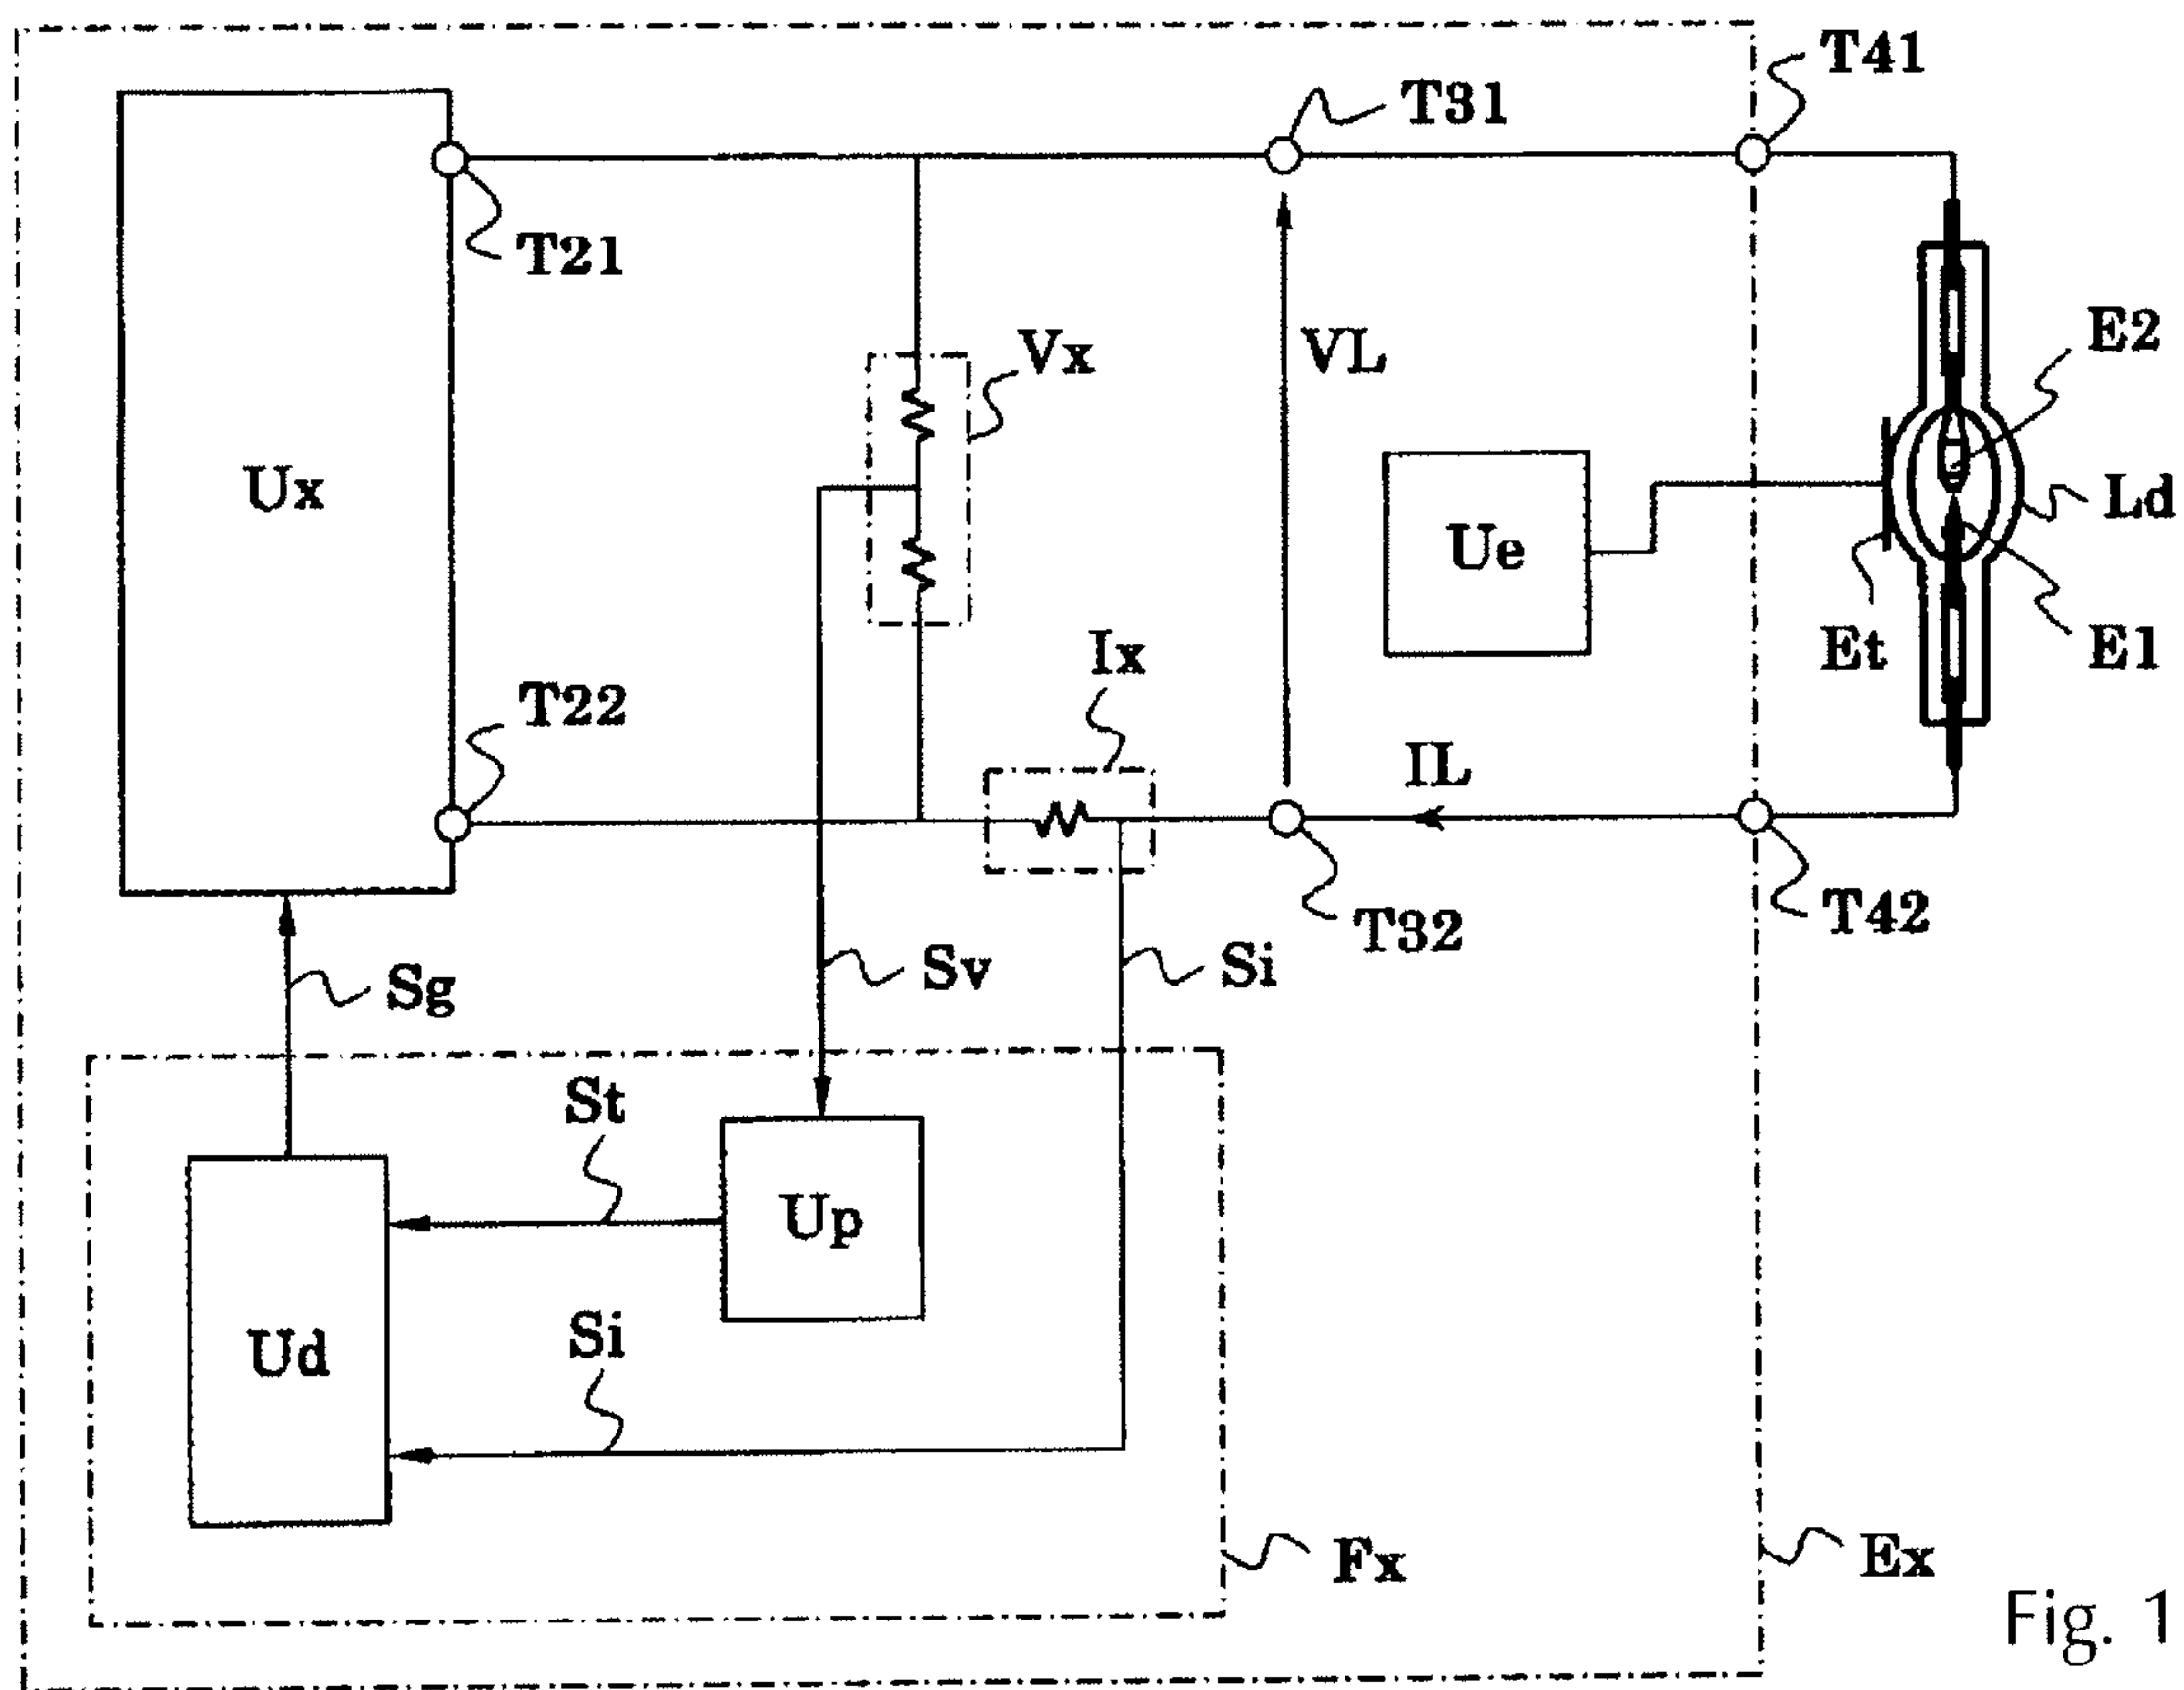 T41
T31
T21
E2
Vx
VL
Ux
Ld
Ue
Et
E1
Ix
T22
IL
T42
T32
Sv
Si
Sg
St
Up
Si
Ud
Fx
Ex
Fig. 1